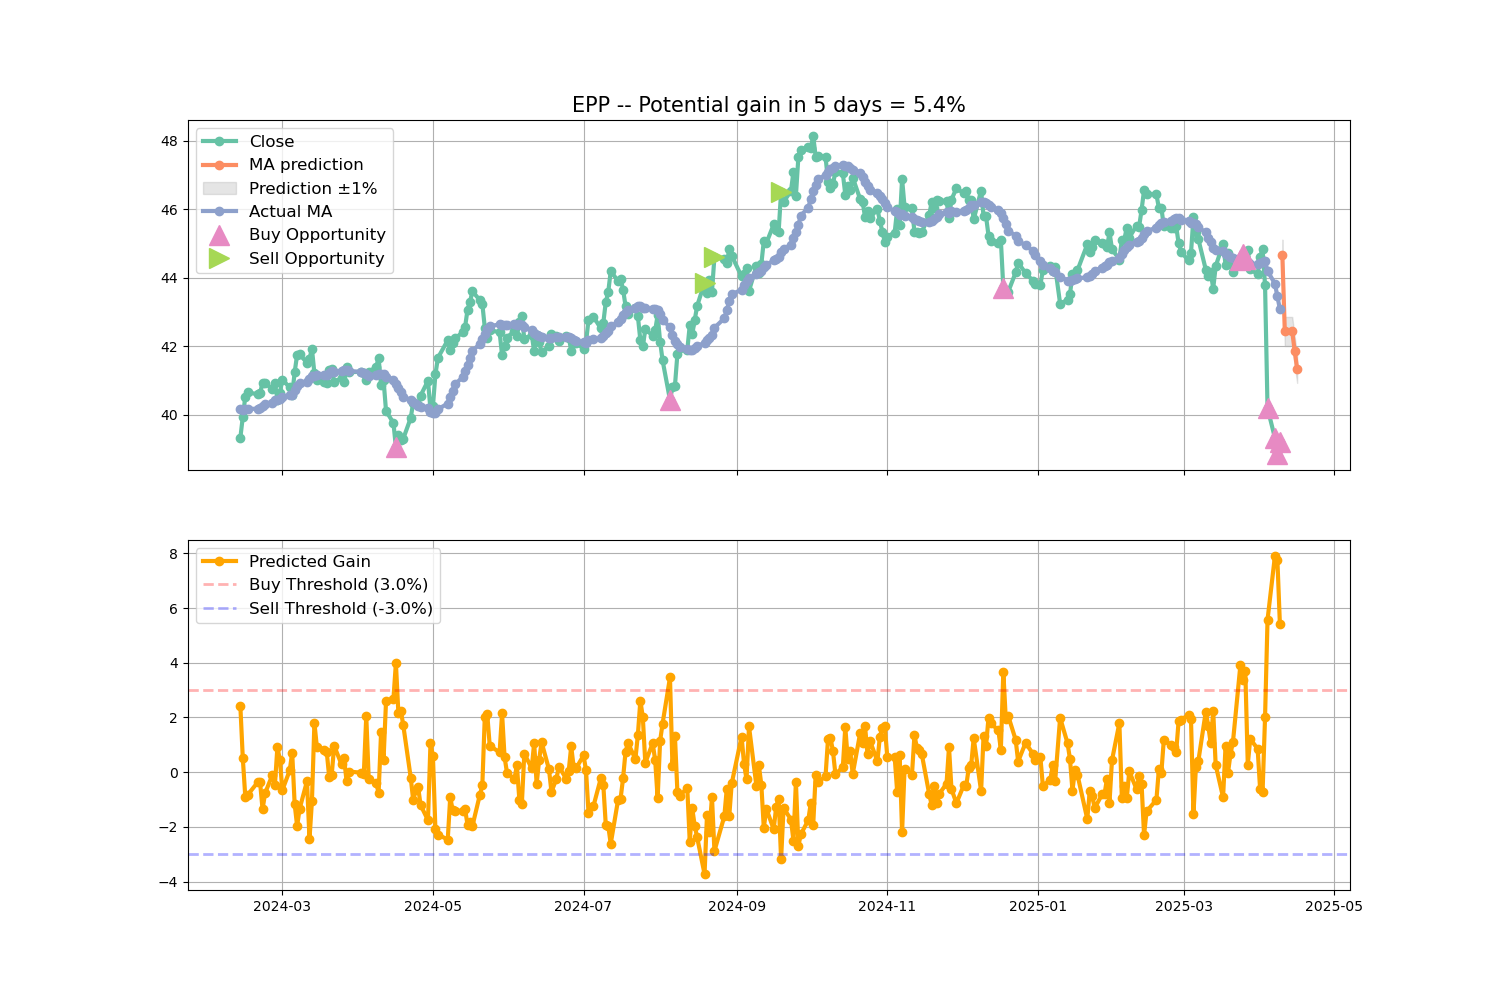 EPP -- Potential gain in 5 days = 5.4%
48
46
44
42
40
Close
MA prediction
Prediction ±1%
Actual MA
Buy Opportunity
Sell Opportunity
8
6
4
2
0
−2
−4
Predicted Gain
Buy Threshold (3.0%)
Sell Threshold (-3.0%)
2024-03
2024-05
2024-07
2024-09
2024-11
2025-01
2025-03
2025-05